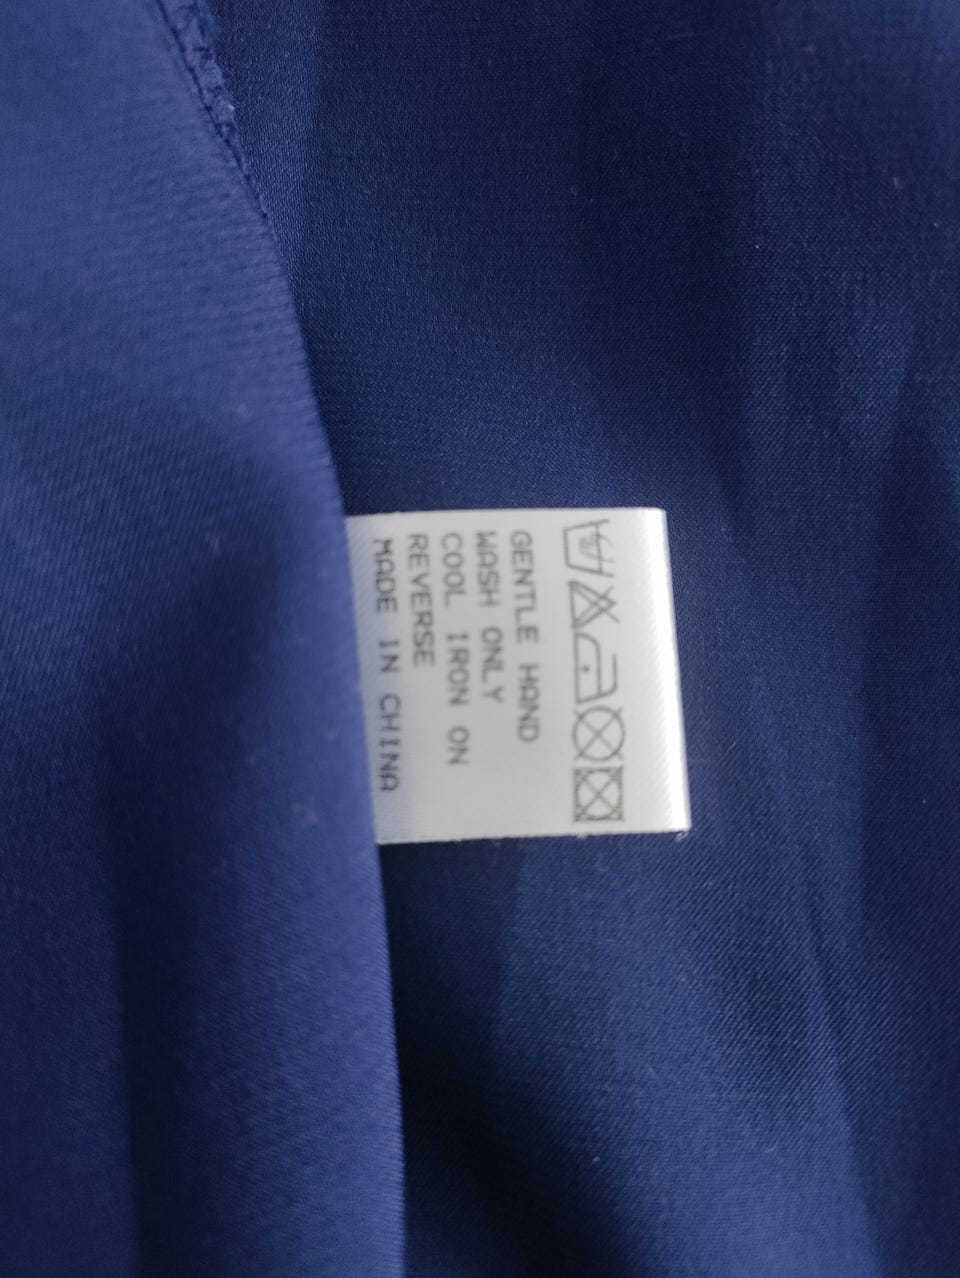 GENTLE HAND
WASH ONLY
COOL IRON ON
REVERSE
MADE IN CHINA